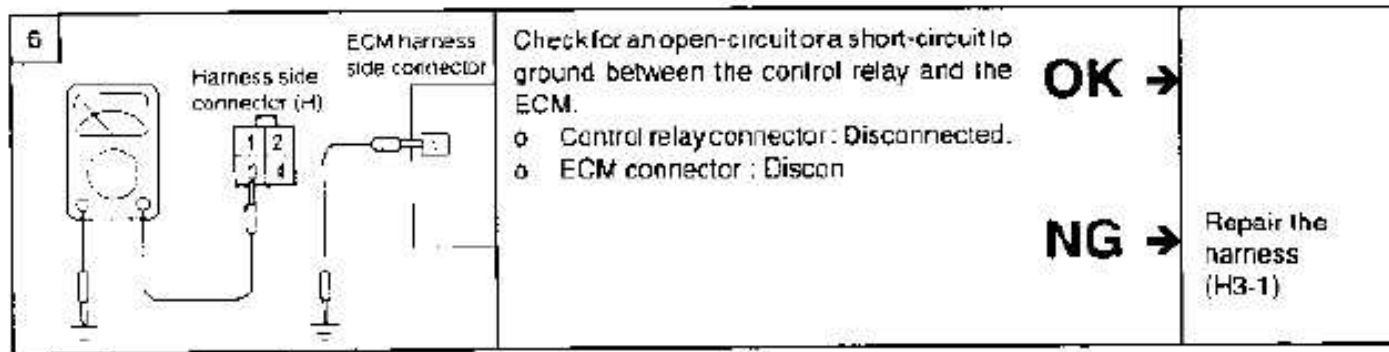 6
ECM harness
side connector
Harness side
connector (H)
1 2
3 4
Check for an open-circuit or a short-circuit to
ground between the control relay and the
ECM.
o Control relay connector : Disconnected.
o ECM connector : Discon
OK →
NG →
Repair the
harness
(H3-1)